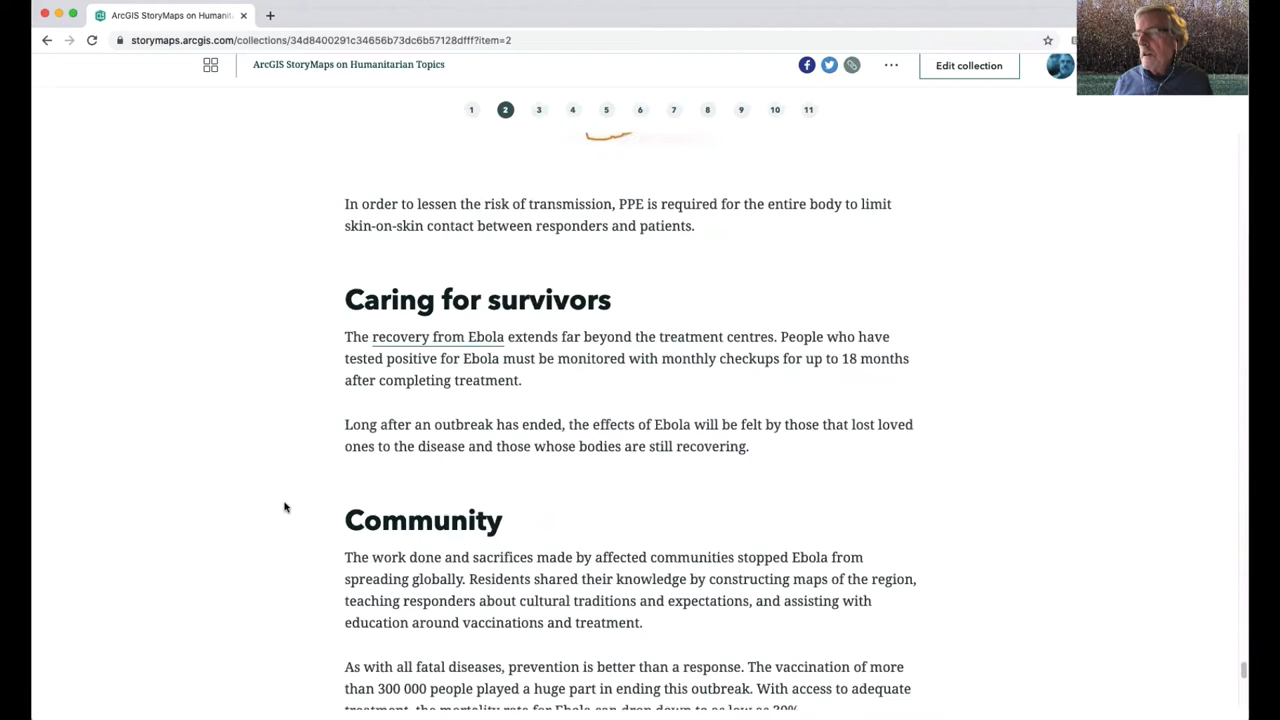 ArcGIS StoryMaps on Humanit
storymaps.arcgis.com/collections/34d8400291c34656b73dc6b57128dfff?item=2
ArcGIS StoryMaps on Humanitarian Topics
Edit collection
1 2 3 4 5 6 7 8 9 10 11
In order to lessen the risk of transmission, PPE is required for the entire body to limit
skin-on-skin contact between responders and patients.
Caring for survivors
The recovery from Ebola extends far beyond the treatment centres. People who have
tested positive for Ebola must be monitored with monthly checkups for up to 18 months
after completing treatment.
Long after an outbreak has ended, the effects of Ebola will be felt by those that lost loved
ones to the disease and those whose bodies are still recovering.
Community
The work done and sacrifices made by affected communities stopped Ebola from
spreading globally. Residents shared their knowledge by constructing maps of the region,
teaching responders about cultural traditions and expectations, and assisting with
education around vaccinations and treatment.
As with all fatal diseases, prevention is better than a response. The vaccination of more
than 300 000 people played a huge part in ending this outbreak. With access to adequate
treatment, the mortality rate for Ebola can drop down to as low as 30%